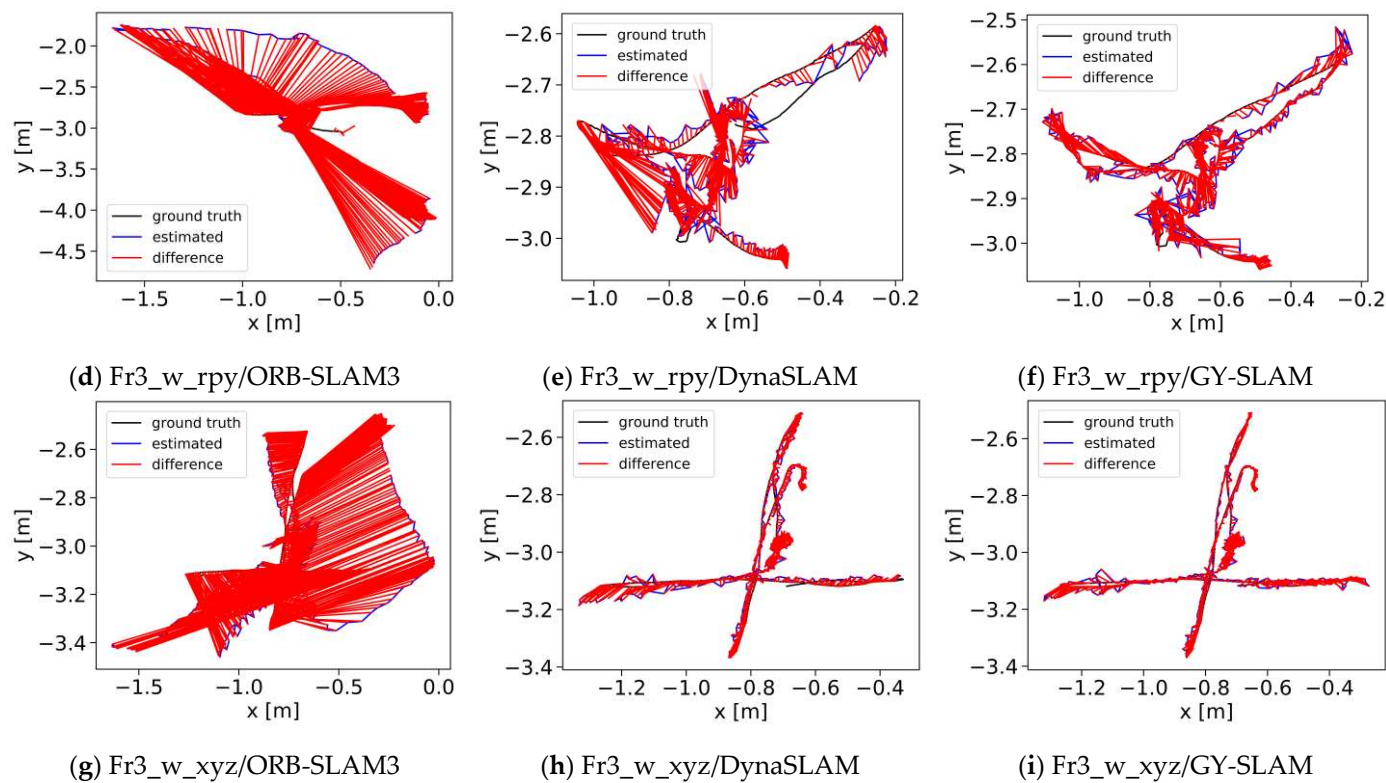 ground truth
estimated
difference
y [m]
−2.0
−2.5
−3.0
−3.5
−4.0
−4.5
−1.5 −1.0 −0.5 0.0
x [m]
(d) Fr3_w_rpy/ORB-SLAM3
ground truth
estimated
difference
y [m]
−2.6
−2.7
−2.8
−2.9
−3.0
−1.0 −0.8 −0.6 −0.4 −0.2
x [m]
(e) Fr3_w_rpy/DynaSLAM
ground truth
estimated
difference
y [m]
−2.5
−2.6
−2.7
−2.8
−2.9
−3.0
−1.0 −0.8 −0.6 −0.4 −0.2
x [m]
(f) Fr3_w_rpy/GY-SLAM
ground truth
estimated
difference
y [m]
−2.6
−2.8
−3.0
−3.2
−3.4
−1.5 −1.0 −0.5 0.0
x [m]
(g) Fr3_w_xyz/ORB-SLAM3
ground truth
estimated
difference
y [m]
−2.6
−2.8
−3.0
−3.2
−3.4
−1.2 −1.0 −0.8 −0.6 −0.4
x [m]
(h) Fr3_w_xyz/DynaSLAM
ground truth
estimated
difference
y [m]
−2.6
−2.8
−3.0
−3.2
−3.4
−1.2 −1.0 −0.8 −0.6 −0.4
x [m]
(i) Fr3_w_xyz/GY-SLAM